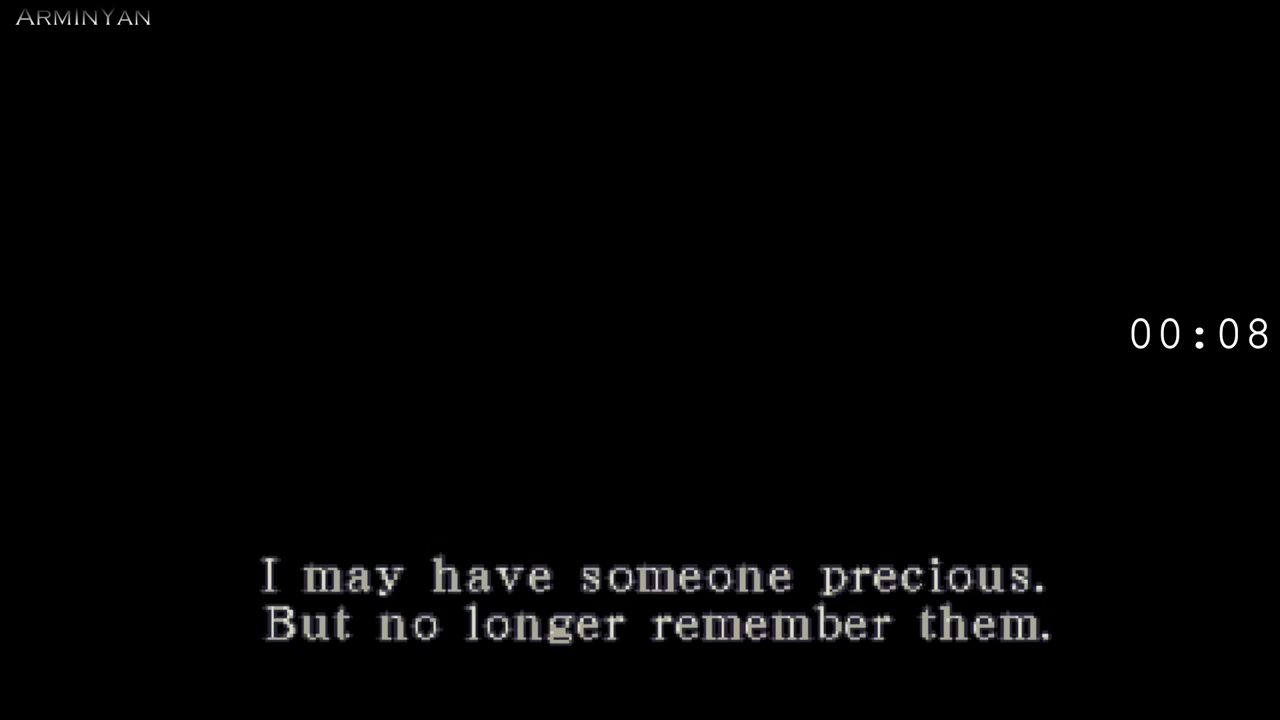 ARMINYAN
00:08
I may have someone precious.
But no longer remember them.